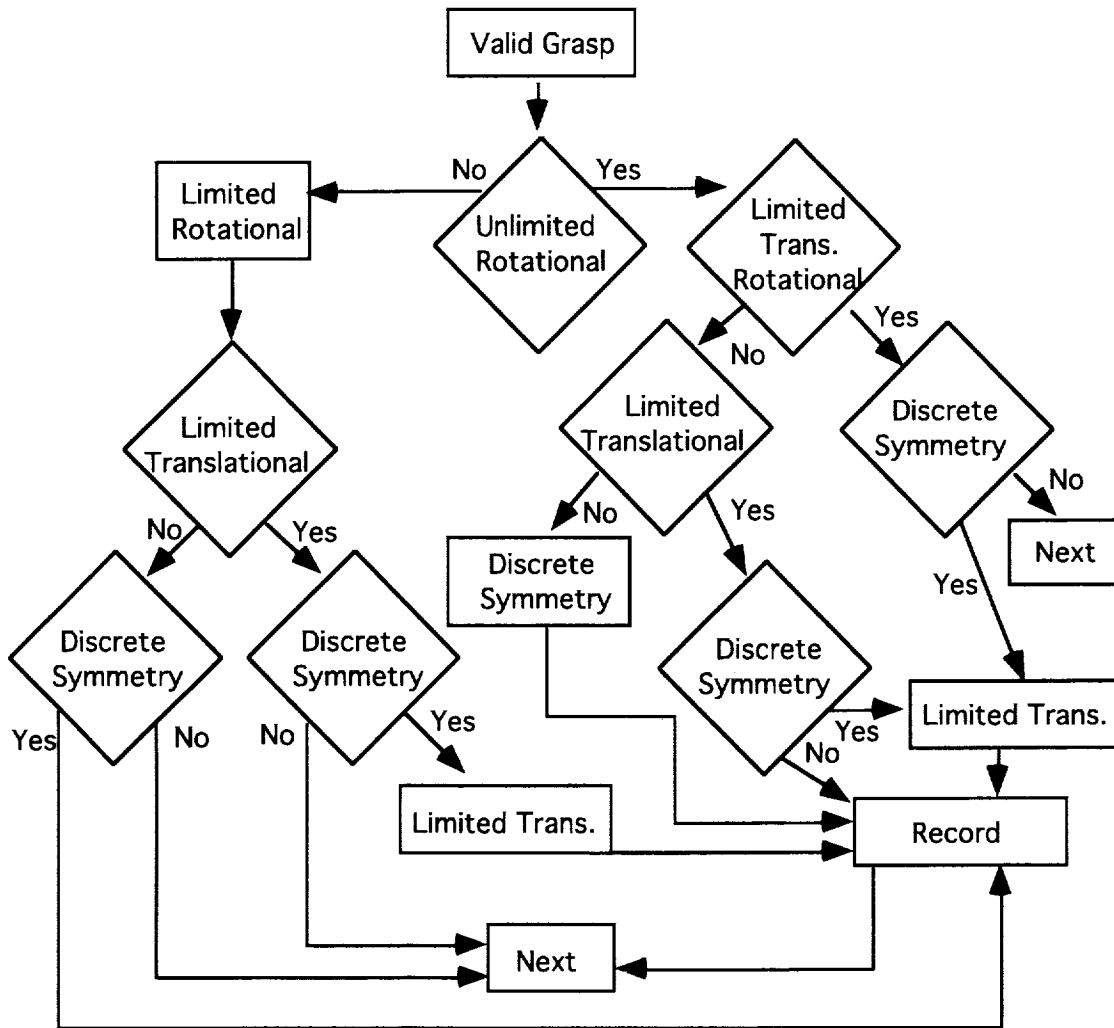 Valid Grasp
No
Yes
Limited
Rotational
Unlimited
Rotational
Limited
Trans.
Rotational
Yes
No
Limited
Translational
Limited
Translational
Discrete
Symmetry
No
Yes
No
Yes
No
Next
Discrete
Symmetry
Yes
Discrete
Symmetry
Discrete
Symmetry
Discrete
Symmetry
Yes
No
No
Yes
Yes
No
Limited Trans.
Limited Trans.
Record
Next